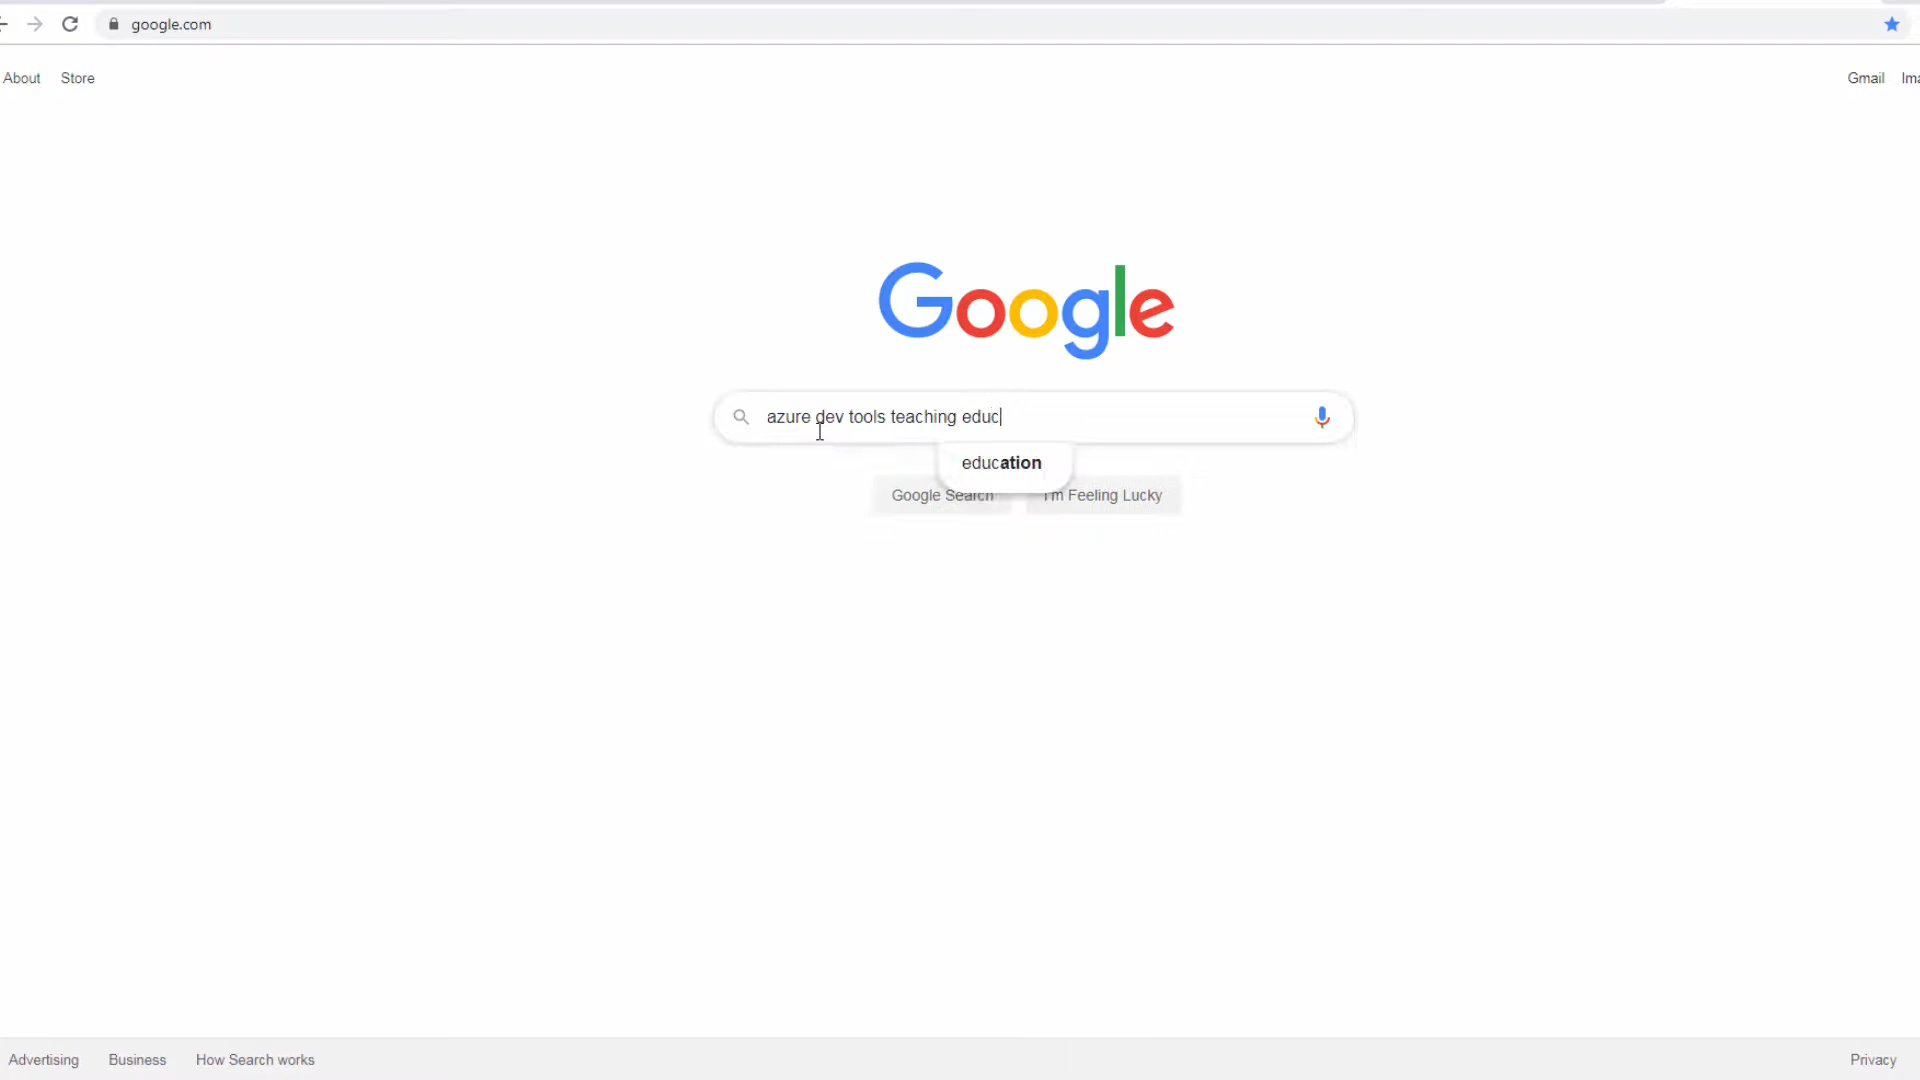 google.com
About Store
Gmail Ima
Google
azure dev tools teaching educ
education
Google Search I'm Feeling Lucky
Advertising Business How Search works
Privacy